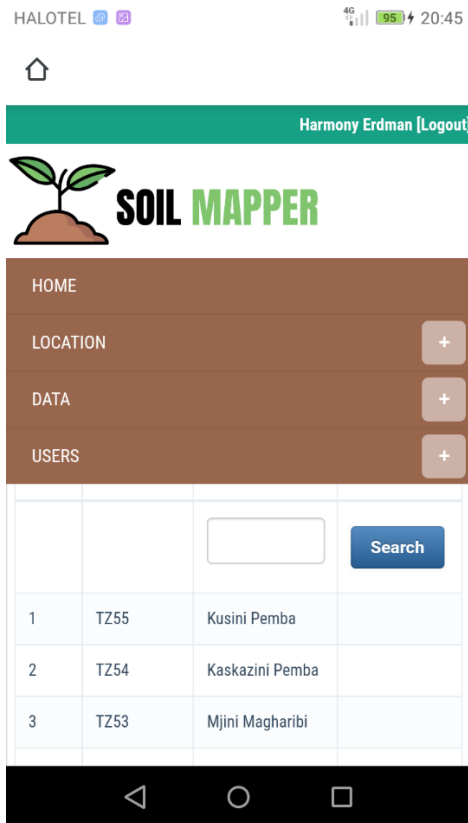 HALOTEL 4G 95 20:45
Harmony Erdman [Logout]
SOIL MAPPER
HOME
LOCATION +
DATA +
USERS +
Search
1 TZ55 Kusini Pemba
2 TZ54 Kaskazini Pemba
3 TZ53 Mjini Magharibi